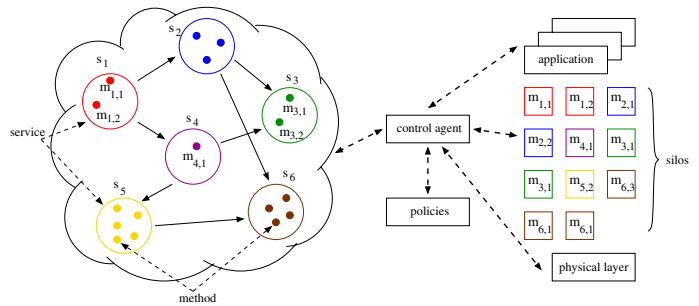 s1
m1,1
m1,2
s2
s3
m3,1
m3,2
s4
m4,1
service
s5
s6
method
control agent
policies
application
m1,1 m1,2 m2,1
m2,2 m4,1 m3,1
m3,1 m5,2 m6,3
m6,1 m6,1
silos
physical layer